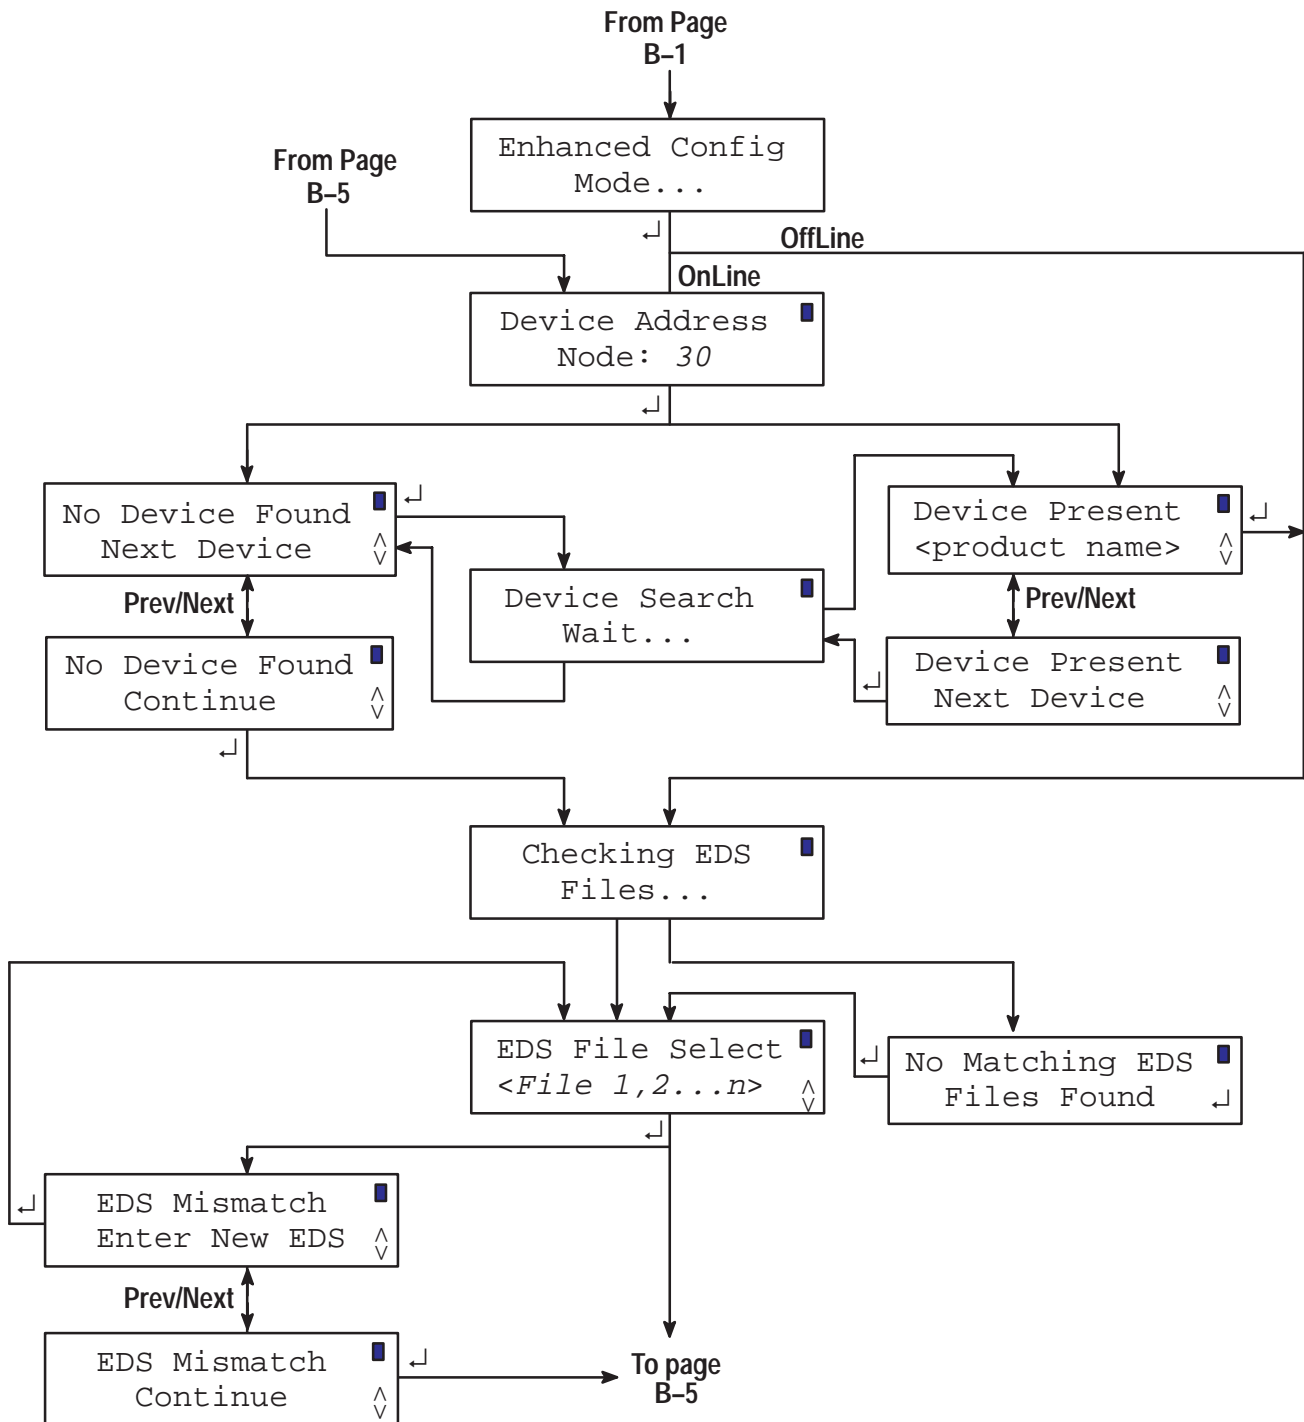 From Page
B–1
Enhanced Config
Mode...
From Page
B–5
↵
OffLine
OnLine
Device Address
Node: 30
↵
No Device Found
Next Device
↵
Device Present
<product name>
↵
Prev/Next
Device Search
Wait...
Prev/Next
No Device Found
Continue
↵
Device Present
Next Device
↵
Checking EDS
Files...
EDS File Select
<File 1,2...n>
↵
No Matching EDS
Files Found ↵
↵
EDS Mismatch
Enter New EDS
↵
Prev/Next
EDS Mismatch
Continue
↵
To page
B–5